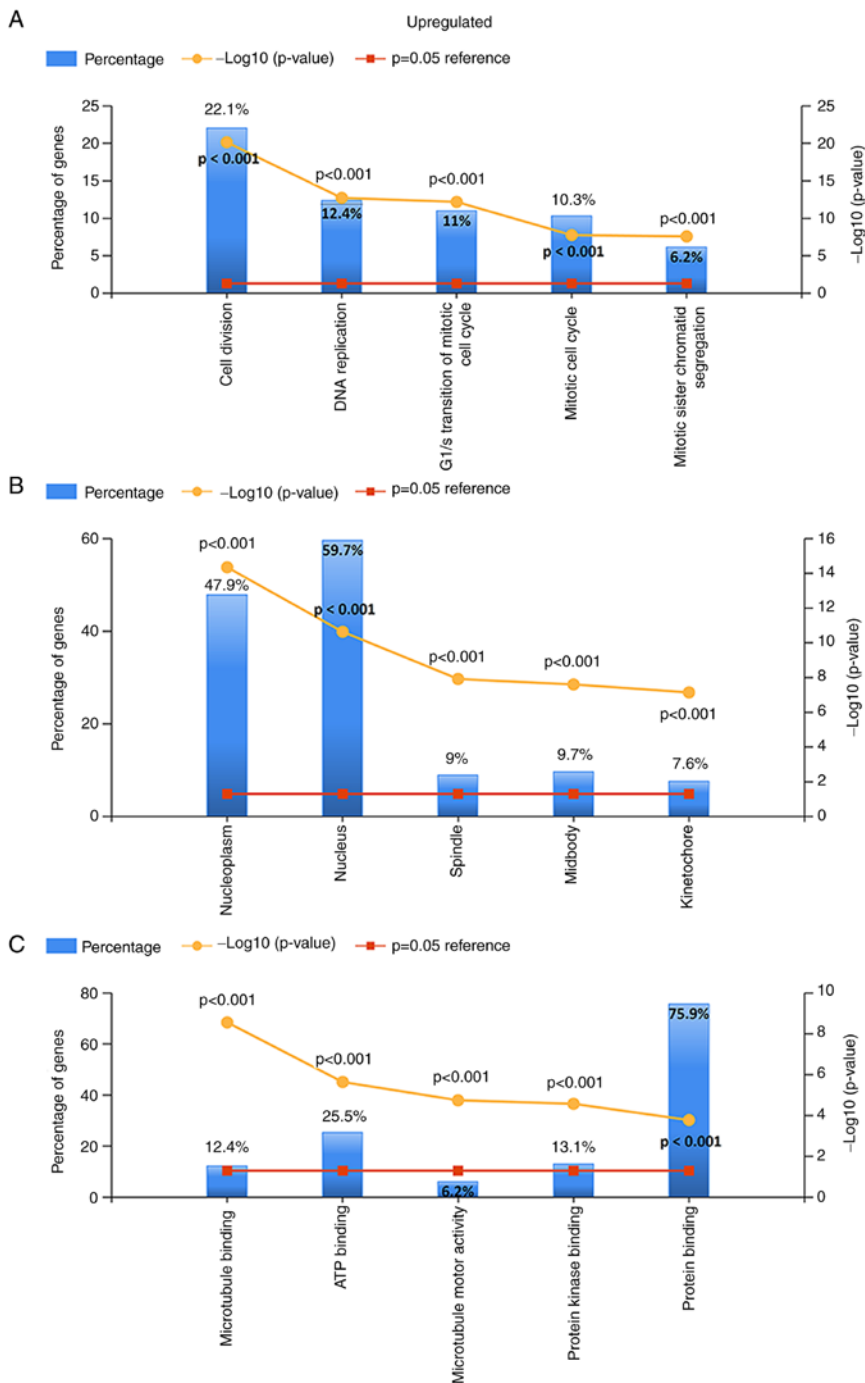 A
Upregulated
Percentage
–Log10 (p-value)
p=0.05 reference
25
20
15
10
5
0
Percentage of genes
22.1%
p < 0.001
p<0.001
12.4%
p<0.001
11%
10.3%
p < 0.001
p<0.001
6.2%
25
20
15
10
5
0
–Log10 (p-value)
Cell division
DNA replication
G1/s transition of mitotic
cell cycle
Mitotic cell cycle
Mitotic sister chromatid
segregation
B
Percentage
–Log10 (p-value)
p=0.05 reference
60
40
20
0
Percentage of genes
p<0.001
47.9%
59.7%
p < 0.001
p<0.001
9%
p<0.001
9.7%
p<0.001
7.6%
16
14
12
10
8
6
4
2
0
–Log10 (p-value)
Nucleoplasm
Nucleus
Spindle
Midbody
Kinetochore
C
Percentage
–Log10 (p-value)
p=0.05 reference
80
60
40
20
0
Percentage of genes
p<0.001
12.4%
p<0.001
25.5%
p<0.001
6.2%
p<0.001
13.1%
75.9%
p < 0.001
10
8
6
4
2
0
–Log10 (p-value)
Microtubule binding
ATP binding
Microtubule motor activity
Protein kinase binding
Protein binding